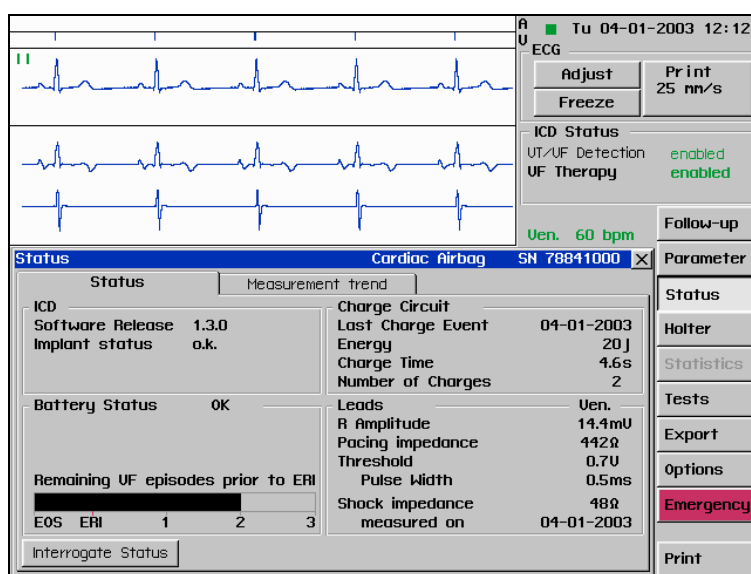 A U Tu 04-01-2003 12:12
ECG
Adjust
Print
25 mm/s
Freeze
ICD Status
VT/VF Detection enabled
VF Therapy enabled
Ven. 60 bpm
Follow-up
Parameter
Status
Holter
Statistics
Tests
Export
Options
Emergency
Print
Status Cardiac Airbag SN 78841000
Status Measurement trend
ICD
Software Release 1.3.0
Implant status o.k.
Charge Circuit
Last Charge Event 04-01-2003
Energy 20J
Charge Time 4.6s
Number of Charges 2
Battery Status OK
Remaining VF episodes prior to ERI
EOS ERI 1 2 3
Leads Ven.
R Amplitude 14.4mV
Pacing impedance 442Ω
Threshold 0.7V
Pulse Width 0.5ms
Shock impedance 48Ω
measured on 04-01-2003
Interrogate Status